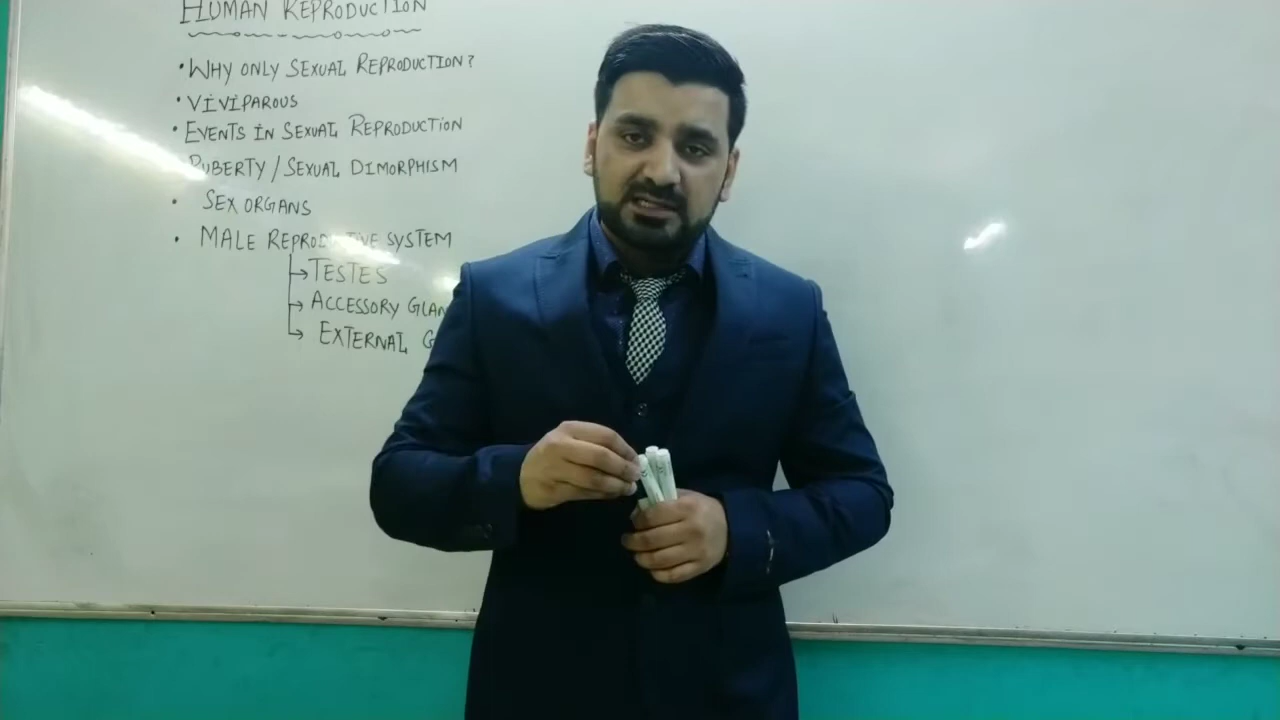 HUMAN REPRODUCTION
• WHY ONLY SEXUAL REPRODUCTION?
• VIVIPAROUS
• EVENTS IN SEXUAL REPRODUCTION
PUBERTY / SEXUAL DIMORPHISM
• SEX ORGANS
• MALE REPRODUCTIVE SYSTEM
→ TESTES
→ ACCESSORY GLAN
→ EXTERNAL G